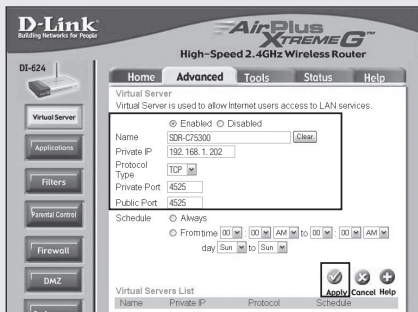 D-Link
Building Networks for People
AirPlus
XTREME G™
High-Speed 2.4GHz Wireless Router
DI-624
Home Advanced Tools Status Help
Virtual Server
Virtual Server is used to allow Internet users access to LAN services.
Enabled Disabled
Name SDR-C75300 Clear
Private IP 192.168.1.202
Protocol Type TCP
Private Port 4525
Public Port 4525
Schedule Always
From time 00 : 00 AM to 00 : 00 AM
day Sun to Sun
Apply Cancel Help
Virtual Servers List
Name Private IP Protocol Schedule
Virtual Server
Applications
Filters
Parental Control
Firewall
DMZ